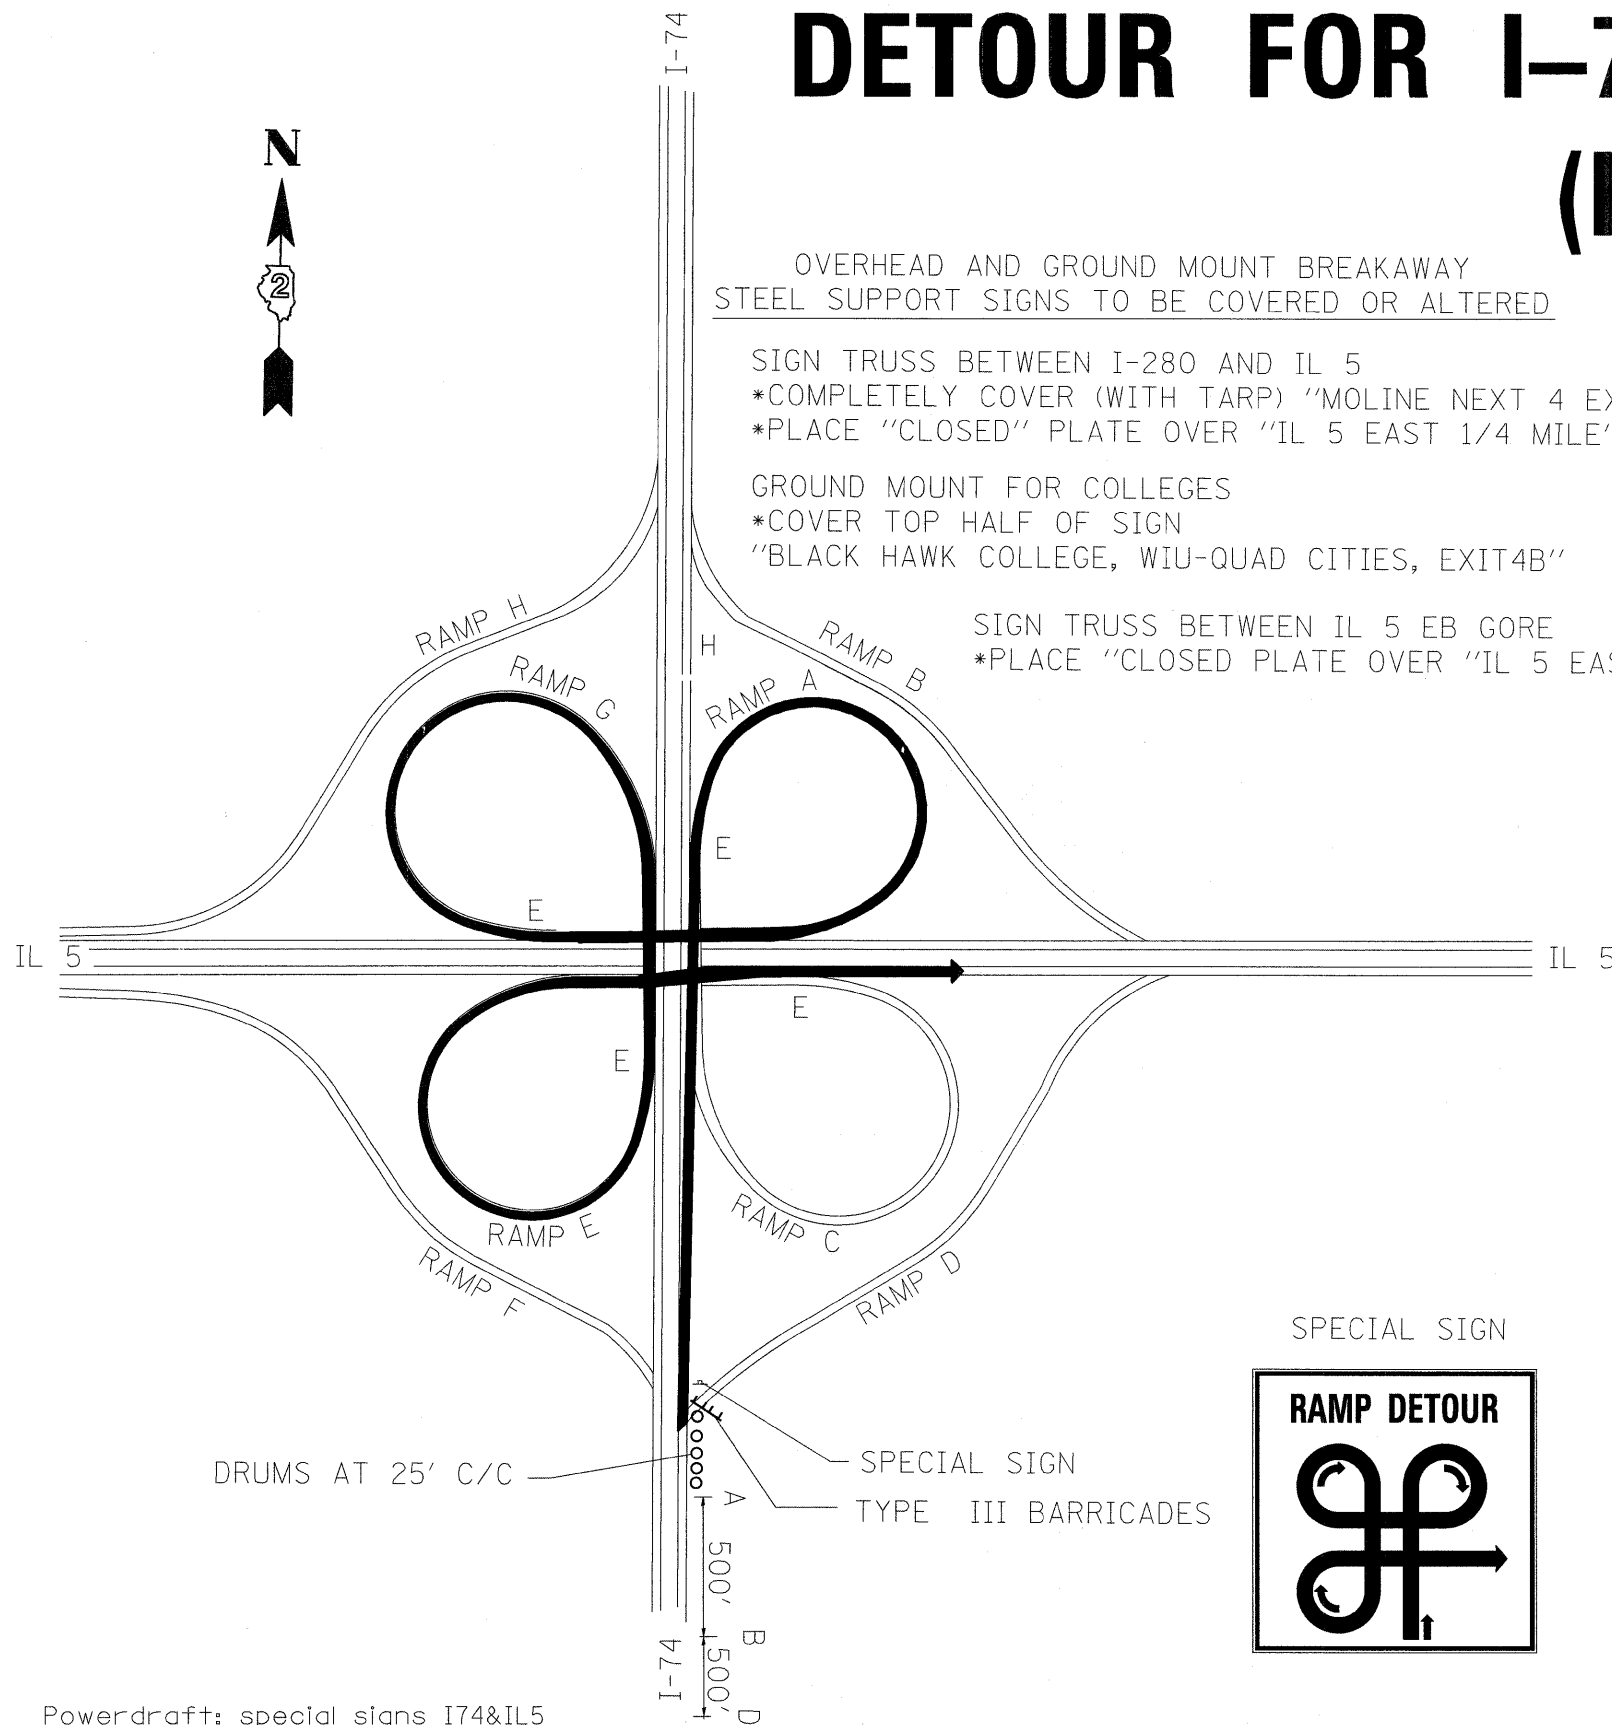 I-74
DETOUR FOR I-7
N
2
OVERHEAD AND GROUND MOUNT BREAKAWAY
STEEL SUPPORT SIGNS TO BE COVERED OR ALTERED
SIGN TRUSS BETWEEN I-280 AND IL 5
*COMPLETELY COVER (WITH TARP) "MOLINE NEXT 4 EX
*PLACE "CLOSED" PLATE OVER "IL 5 EAST 1/4 MILE"
GROUND MOUNT FOR COLLEGES
*COVER TOP HALF OF SIGN
"BLACK HAWK COLLEGE, WIU-QUAD CITIES, EXIT4B"
SIGN TRUSS BETWEEN IL 5 EB GORE
*PLACE "CLOSED PLATE OVER "IL 5 EAS
RAMP H
H
RAMP B
RAMP G
RAMP A
E
E
IL 5
IL 5
E
E
RAMP E
RAMP C
RAMP F
RAMP D
SPECIAL SIGN
RAMP DETOUR
DRUMS AT 25' C/C
SPECIAL SIGN
A
TYPE III BARRICADES
500'
B
I-74
500'
D
Powerdraft: special signs I74&IL5